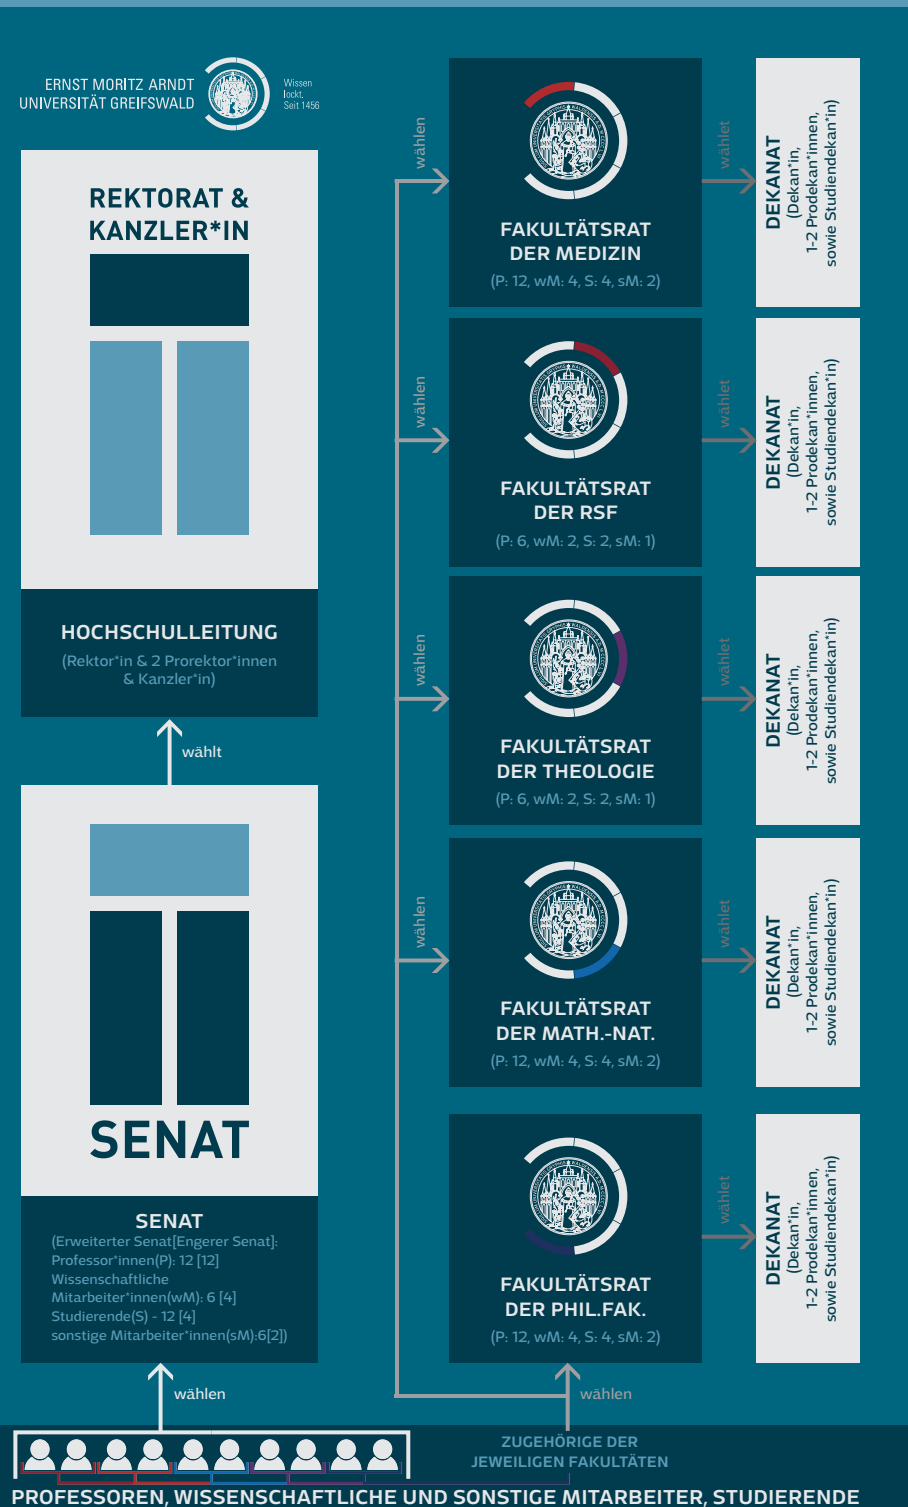 ERNST MORITZ ARNDT
UNIVERSITÄT GREIFSWALD
Wissen
lockt.
Seit 1456
REKTORAT &
KANZLER*IN
HOCHSCHULLEITUNG
(Rektor*in & 2 Prorektor*innen
& Kanzler*in)
wählt
SENAT
SENAT
(Erweiterter Senat[Engerer Senat]:
Professor*innen(P): 12 [12]
Wissenschaftliche
Mitarbeiter*innen(wM): 6 [4]
Studierende(S) - 12 [4]
sonstige Mitarbeiter*innen(sM):6[2])
wählen
wählen
FAKULTÄTSRAT
DER MEDIZIN
(P: 12, wM: 4, S: 4, sM: 2)
wählet
DEKANAT
(Dekan*in,
1-2 Prodekan*innen,
sowie Studiendekan*in)
wählen
FAKULTÄTSRAT
DER RSF
(P: 6, wM: 2, S: 2, sM: 1)
wählet
DEKANAT
(Dekan*in,
1-2 Prodekan*innen,
sowie Studiendekan*in)
wählen
FAKULTÄTSRAT
DER THEOLOGIE
(P: 6, wM: 2, S: 2, sM: 1)
wählet
DEKANAT
(Dekan*in,
1-2 Prodekan*innen,
sowie Studiendekan*in)
wählen
FAKULTÄTSRAT
DER MATH.-NAT.
(P: 12, wM: 4, S: 4, sM: 2)
wählet
DEKANAT
(Dekan*in,
1-2 Prodekan*innen,
sowie Studiendekan*in)
FAKULTÄTSRAT
DER PHIL.FAK.
(P: 12, wM: 4, S: 4, sM: 2)
wählet
DEKANAT
(Dekan*in,
1-2 Prodekan*innen,
sowie Studiendekan*in)
wählen
ZUGEHÖRIGE DER
JEWEILIGEN FAKULTÄTEN
PROFESSOREN, WISSENSCHAFTLICHE UND SONSTIGE MITARBEITER, STUDIERENDE